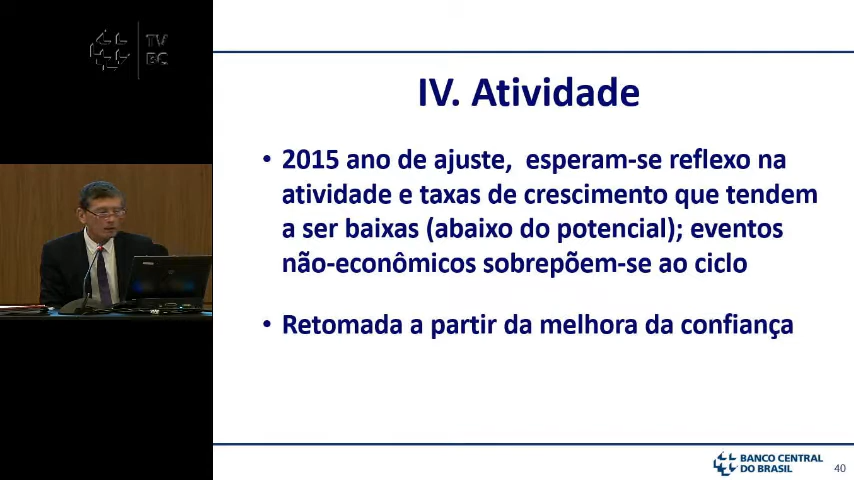 TV
BC
IV. Atividade
• 2015 ano de ajuste, esperam-se reflexo na
atividade e taxas de crescimento que tendem
a ser baixas (abaixo do potencial); eventos
não-econômicos sobrepõem-se ao ciclo
• Retomada a partir da melhora da confiança
BANCO CENTRAL
DO BRASIL
40